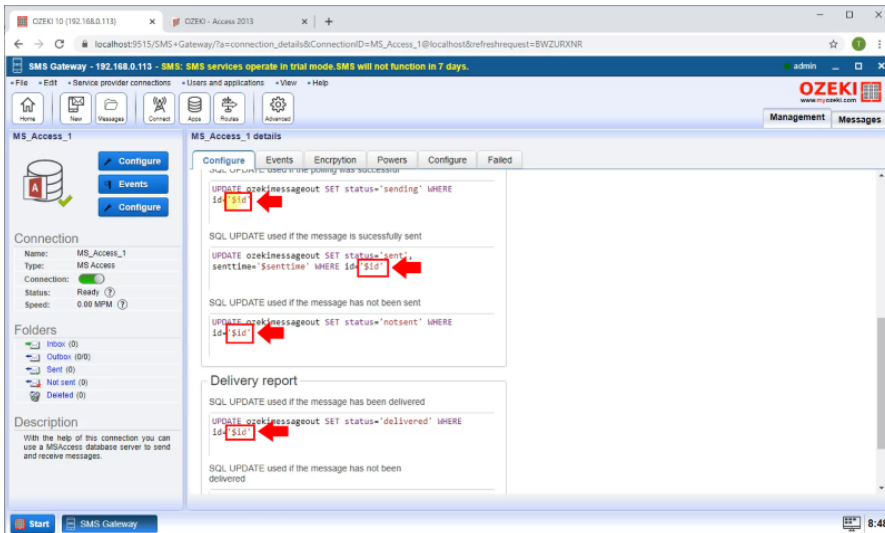 OZEKI 10 (192.168.0.113)
OZEKI - Access 2013
localhost:9515/SMS+Gateway/?a=connection_details&ConnectionID=MS_Access_1@localhost&refreshrequest=BWZURXNR
T
SMS Gateway - 192.168.0.113 - SMS: SMS services operate in trial mode.SMS will not function in 7 days.
admin
File Edit Service provider connections Users and applications View Help
OZEKI
www.myozeki.com
Home New Messages Connect Apps Routes Advanced
Management Messages
MS_Access_1
Configure
Events
Configure
Connection
Name: MS_Access_1
Type: MS Access
Connection:
Status: Ready (?)
Speed: 0.00 MPM (?)
Folders
Inbox (0)
Outbox (0/0)
Sent (0)
Not sent (0)
Deleted (0)
Description
With the help of this connection you can
use a MSAccess database server to send
and receive messages.
MS_Access_1 details
Configure Events Encrpytion Powers Configure Failed
SQL UPDATE used if the polling was successful
UPDATE ozekimessageout SET status='sending' WHERE
id='$id'
SQL UPDATE used if the message is sucessfully sent
UPDATE ozekimessageout SET status='sent',
senttime='$senttime' WHERE id='$id'
SQL UPDATE used if the message has not been sent
UPDATE ozekimessageout SET status='notsent' WHERE
id='$id'
Delivery report
SQL UPDATE used if the message has been delivered
UPDATE ozekimessageout SET status='delivered' WHERE
id='$id'
SQL UPDATE used if the message has not been
delivered
Start
SMS Gateway
8:48